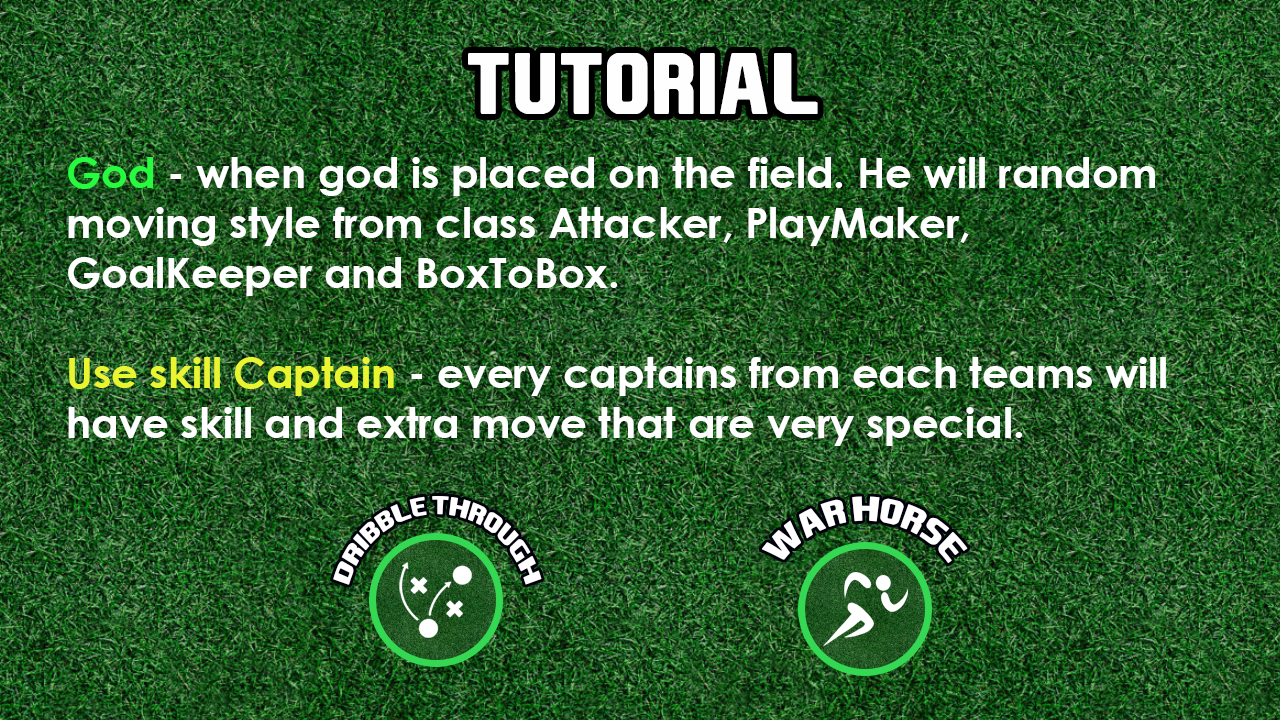 TUTORIAL
God - when god is placed on the field. He will random
moving style from class Attacker, PlayMaker,
GoalKeeper and BoxToBox.
Use skill Captain - every captains from each teams will
have skill and extra move that are very special.
DRIBBLE THROUGH
WAR HORSE